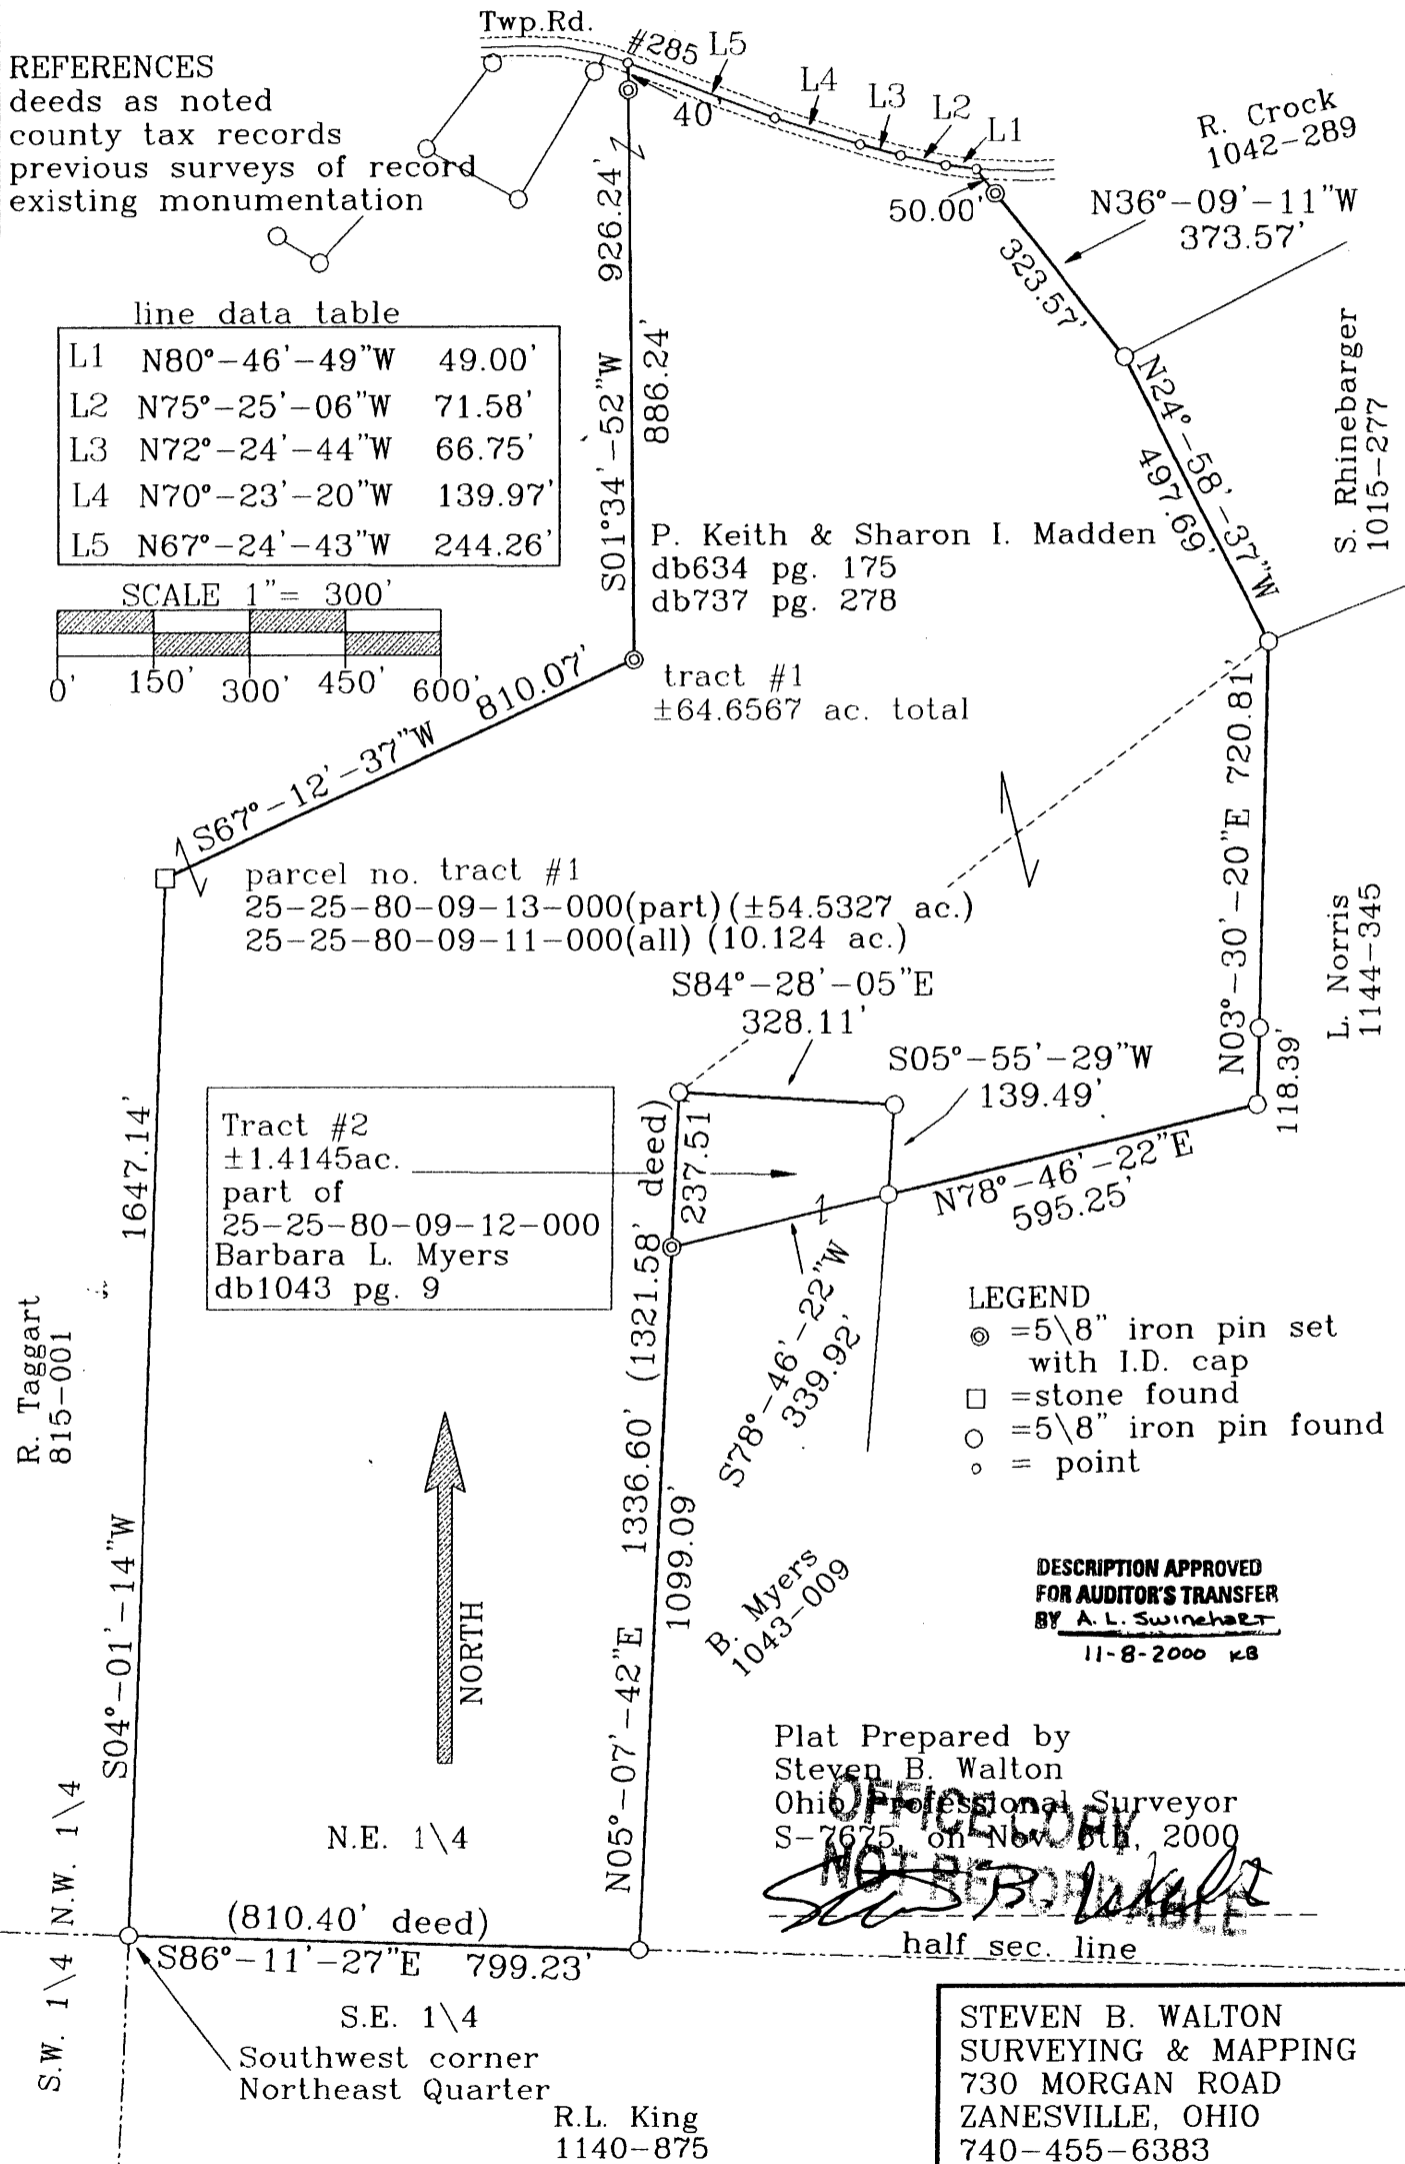 Twp.Rd.
#285
L5
L4
L3
L2
L1
40'
50.00'
REFERENCES
deeds as noted
county tax records
previous surveys of record
existing monumentation
R. Crock
1042-289
N36°-09'-11"W
373.57'
323.57'
line data table
L1 N80°-46'-49"W 49.00'
L2 N75°-25'-06"W 71.58'
L3 N72°-24'-44"W 66.75'
L4 N70°-23'-20"W 139.97'
L5 N67°-24'-43"W 244.26'
SCALE 1"= 300'
0' 150' 300' 450' 600'
S01°34'-52"W 926.24'
886.24'
N24°-58'-37"W
497.69'
S. Rhinebarger
1015-277
P. Keith & Sharon I. Madden
db634 pg. 175
db737 pg. 278
tract #1
±64.6567 ac. total
S67°-12'-37"W 810.07'
parcel no. tract #1
25-25-80-09-13-000(part) (±54.5327 ac.)
25-25-80-09-11-000(all) (10.124 ac.)
N03°-30'-20"E 720.81'
118.39'
L. Norris
1144-345
S84°-28'-05"E
328.11'
S05°-55'-29"W
139.49'
Tract #2
±1.4145ac.
part of
25-25-80-09-12-000
Barbara L. Myers
db1043 pg. 9
237.51
N78°-46'-22"E
595.25'
S78°-46'-22"W
339.92'
S04°-01'-14"W 1647.14'
R. Taggart
815-001
N05°-07'-42"E 1336.60' (1321.58' deed)
1099.09'
LEGEND
=5\8" iron pin set
with I.D. cap
=stone found
=5\8" iron pin found
= point
NORTH
B. Myers
1043-009
DESCRIPTION APPROVED
FOR AUDITOR'S TRANSFER
BY A. L. Swinehart
11-8-2000 KB
Plat Prepared by
Steven B. Walton
Ohio Professional Surveyor
S-7675, on Nov. 6th, 2000
OFFICE COPY
NOT RECORDABLE
Steven B. Walton
half sec. line
N.W. 1\4
N.E. 1\4
S.W. 1\4
S.E. 1\4
(810.40' deed)
S86°-11'-27"E 799.23'
Southwest corner
Northeast Quarter
R.L. King
1140-875
STEVEN B. WALTON
SURVEYING & MAPPING
730 MORGAN ROAD
ZANESVILLE, OHIO
740-455-6383